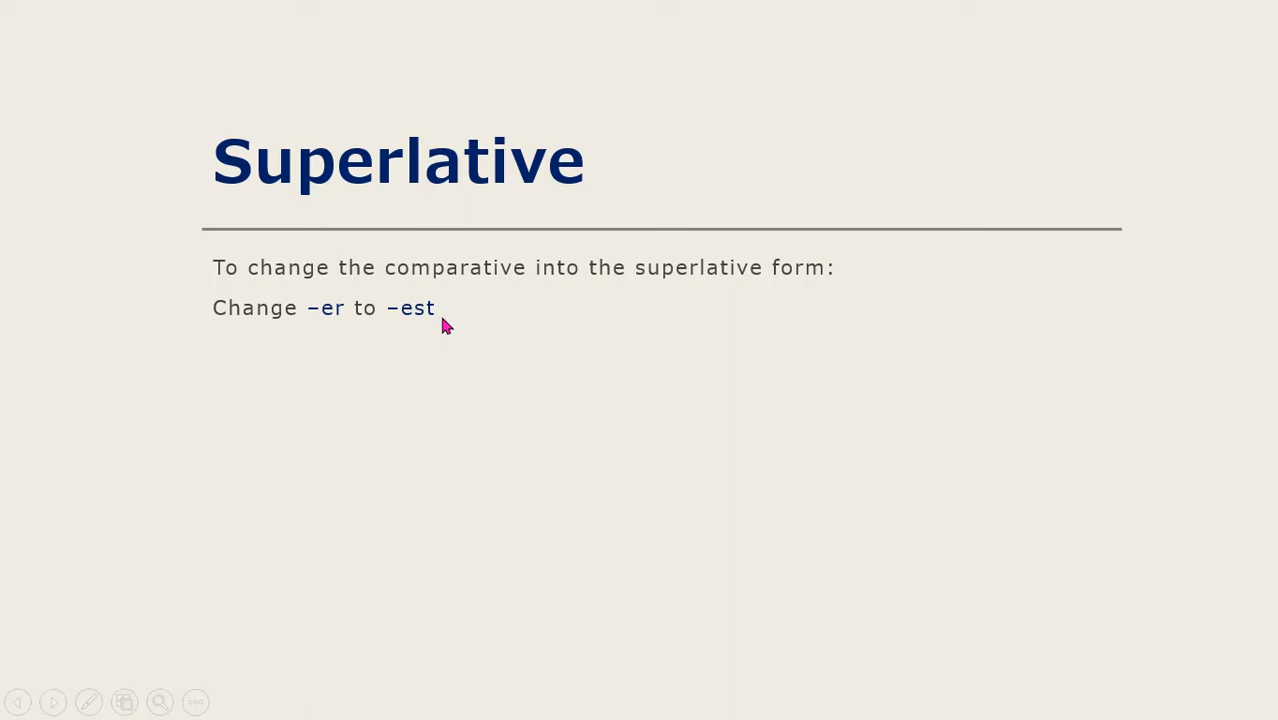 Superlative
To change the comparative into the superlative form:
Change –er to –est